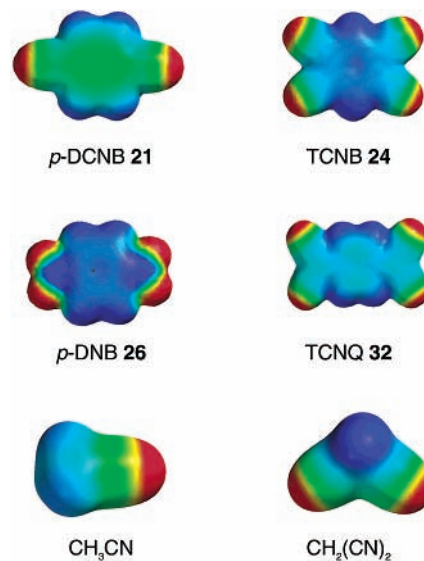 p-DCNB 21
TCNB 24
p-DNB 26
TCNQ 32
CH₃CN
CH₂(CN)₂